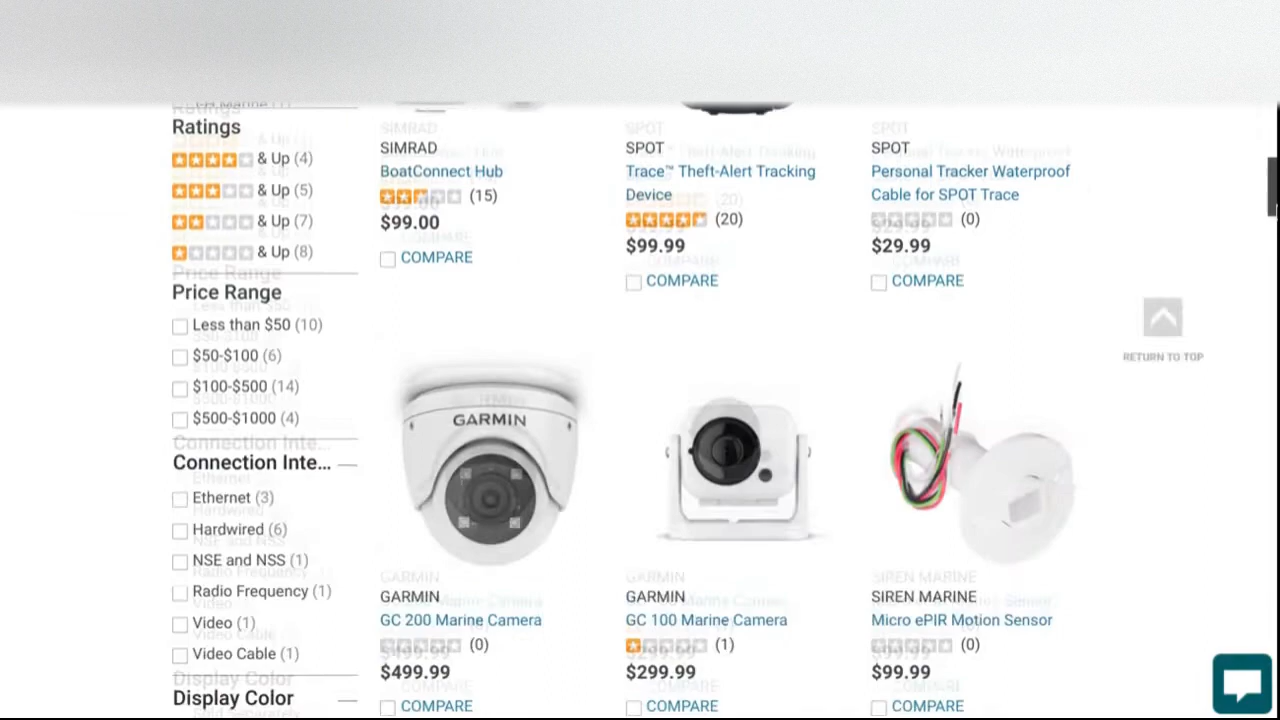 Ratings
& Up (4)
& Up (5)
& Up (7)
& Up (8)
Price Range
Less than $50 (10)
$50-$100 (6)
$100-$500 (14)
$500-$1000 (4)
Connection Inte...
Ethernet (3)
Hardwired (6)
NSE and NSS (1)
Radio Frequency (1)
Video (1)
Video Cable (1)
Display Color
SIMRAD
BoatConnect Hub
(15)
$99.00
COMPARE
SPOT
Trace™ Theft-Alert Tracking
Device
(20)
$99.99
COMPARE
SPOT
Personal Tracker Waterproof
Cable for SPOT Trace
(0)
$29.99
COMPARE
RETURN TO TOP
GARMIN
GARMIN
GC 200 Marine Camera
(0)
$499.99
COMPARE
GARMIN
GC 100 Marine Camera
(1)
$299.99
COMPARE
SIREN MARINE
Micro ePIR Motion Sensor
(0)
$99.99
COMPARE